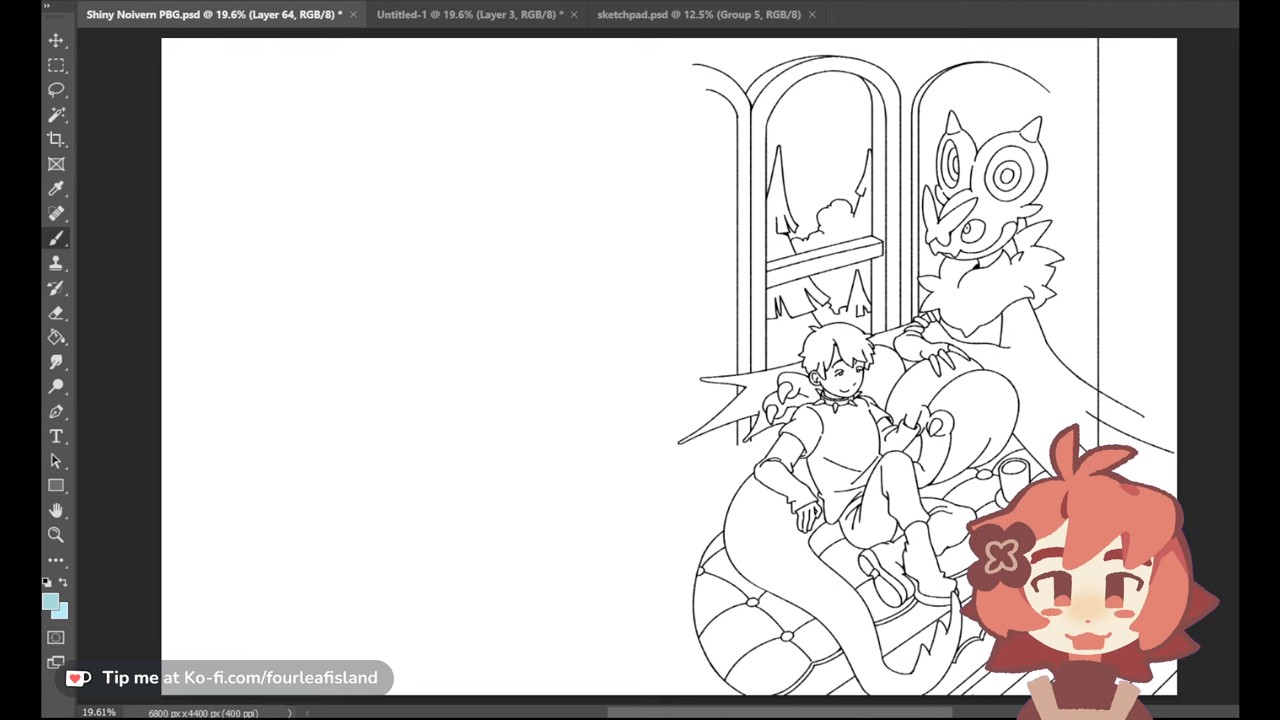 Shiny Noivern PBG.psd @ 19.6% (Layer 64, RGB/8) *
Untitled-1 @ 19.6% (Layer 3, RGB/8) *
sketchpad.psd @ 12.5% (Group 5, RGB/8)
Tip me at Ko-fi.com/fourleafisland
19.61%
6800 px x 4400 px (400 ppi)